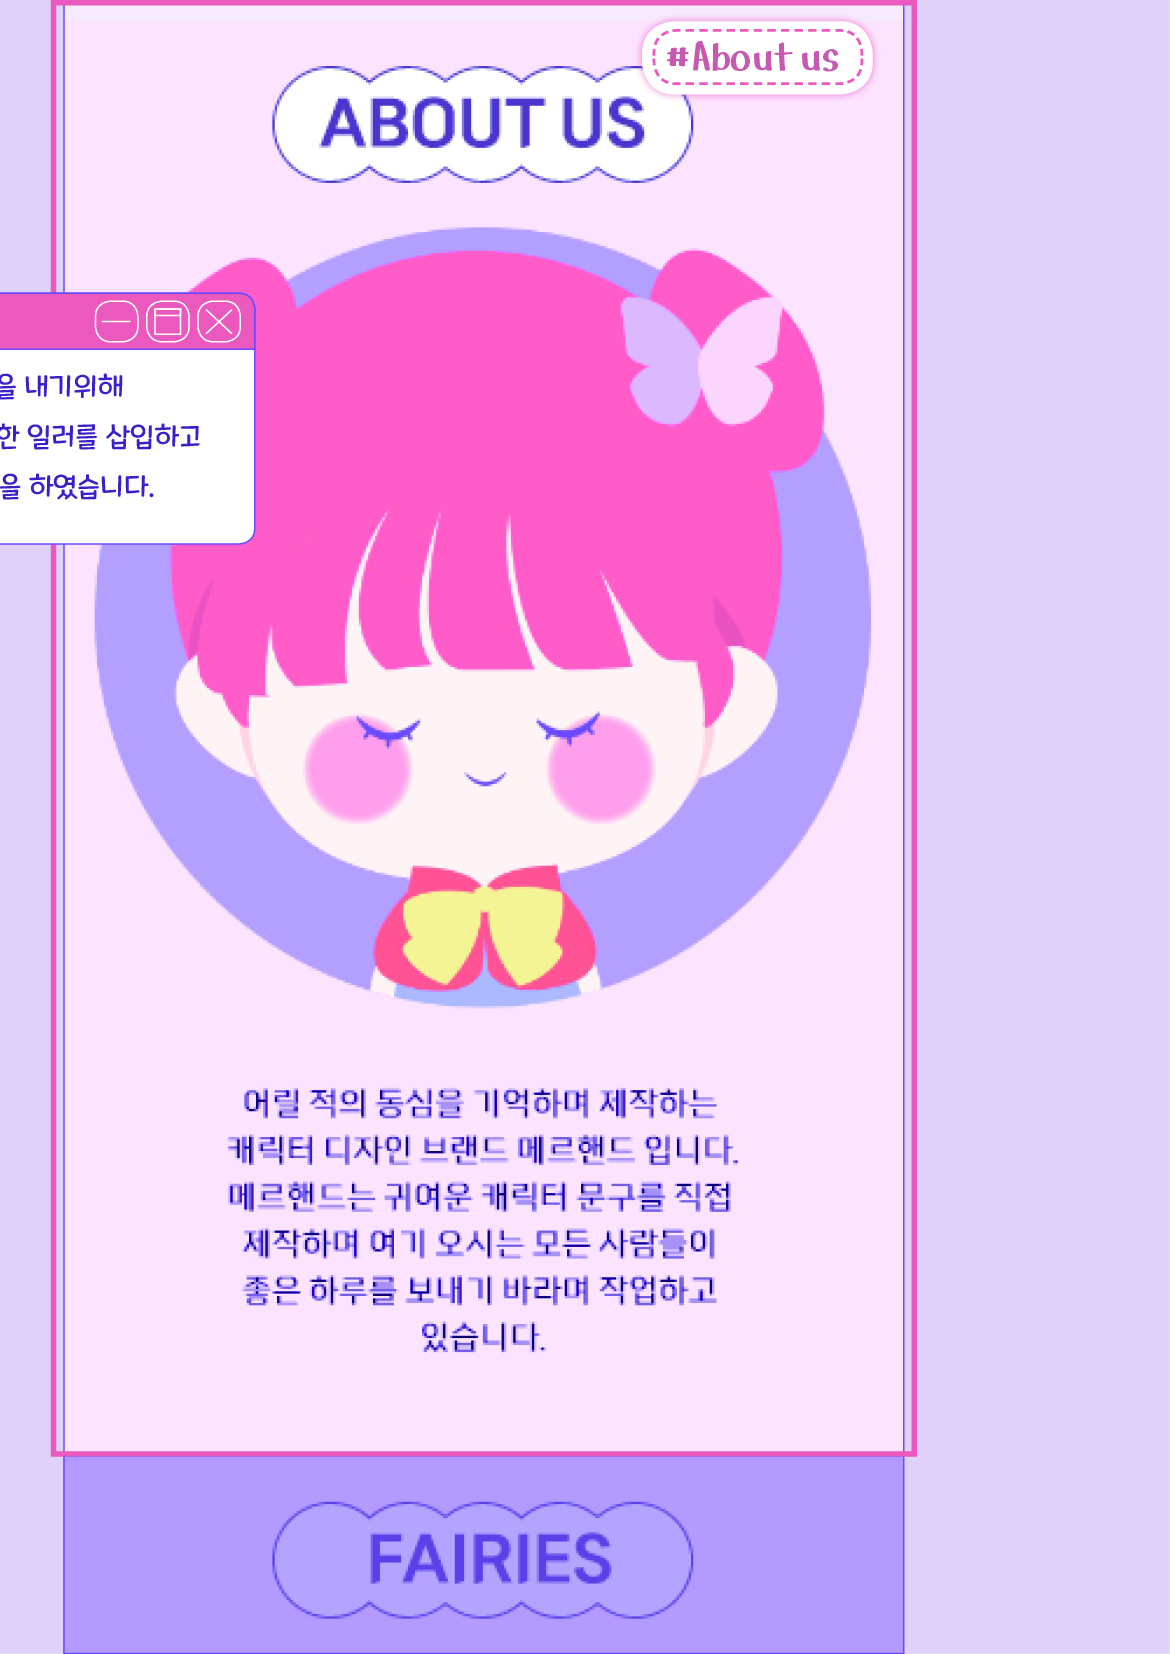 #About us
ABOUT US
을 내기위해
한 일러를 삽입하고
을 하였습니다.
어릴 적의 동심을 기억하며 제작하는
캐릭터 디자인 브랜드 메르핸드 입니다.
메르핸드는 귀여운 캐릭터 문구를 직접
제작하며 여기 오시는 모든 사람들이
좋은 하루를 보내기 바라며 작업하고
있습니다.
FAIRIES